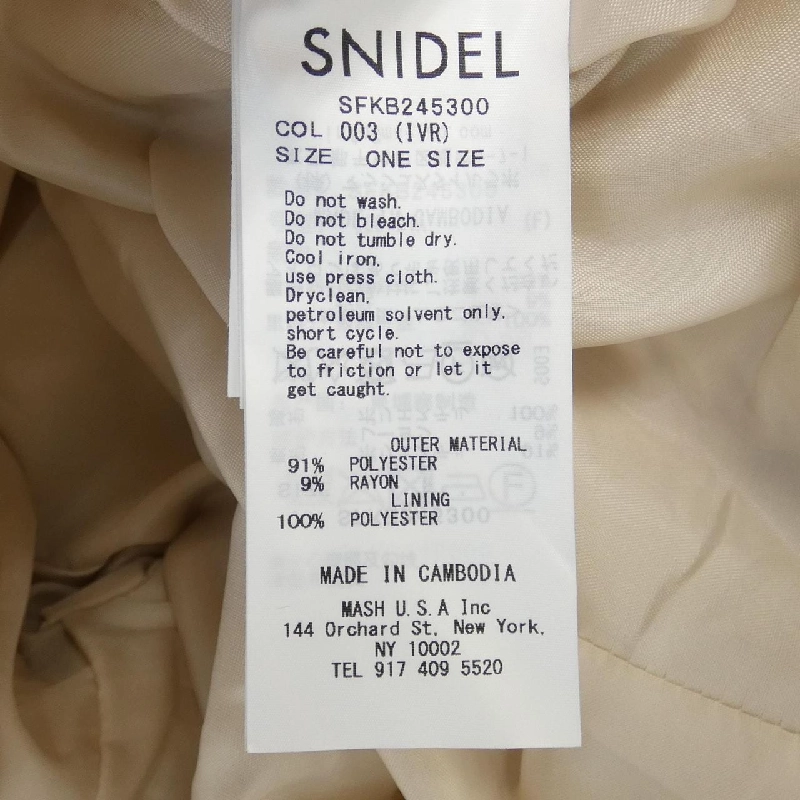 SNIDEL
SFKB245300
COL 003 (IVR)
SIZE ONE SIZE
Do not wash.
Do not bleach.
Do not tumble dry.
Cool iron.
use press cloth.
Dryclean,
petroleum solvent only.
short cycle.
Be careful not to expose
to friction or let it
get caught.
OUTER MATERIAL
91% POLYESTER
9% RAYON
LINING
100% POLYESTER
MADE IN CAMBODIA
MASH U.S.A Inc
144 Orchard St, New York,
NY 10002
TEL 917 409 5520